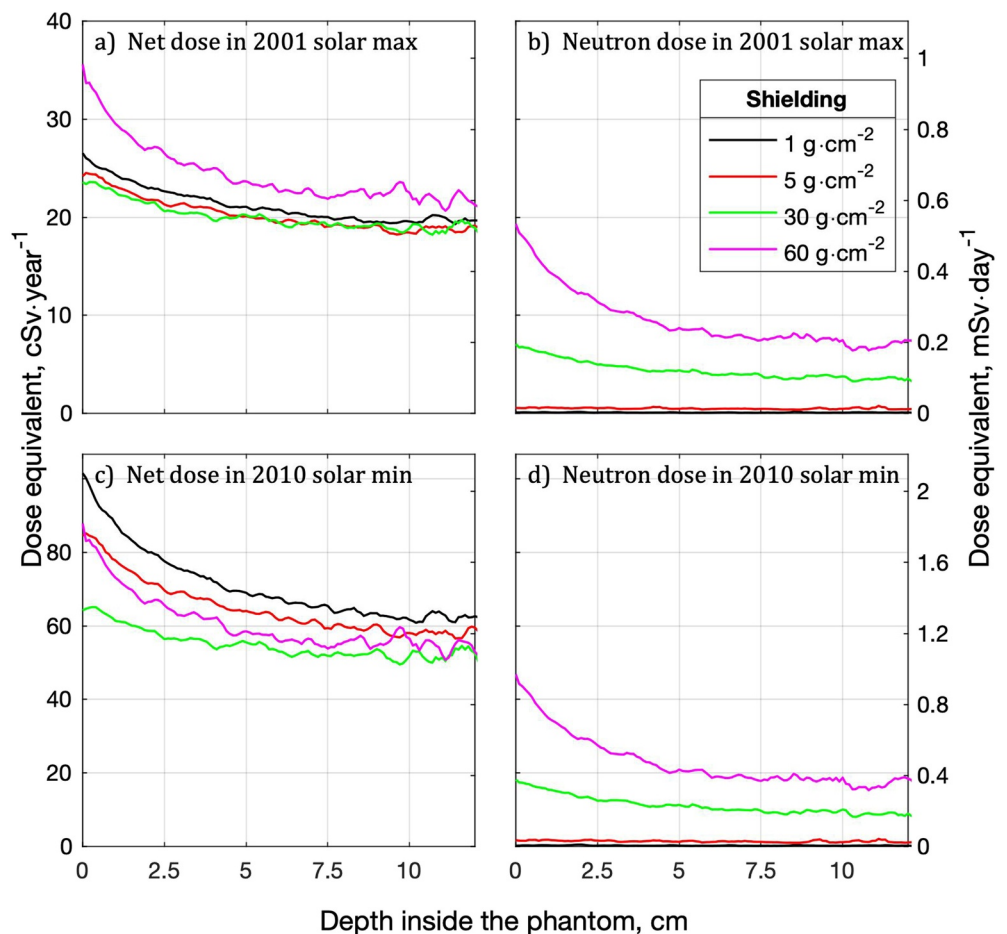 a) Net dose in 2001 solar max
b) Neutron dose in 2001 solar max
40
30
20
10
0
1
0.8
0.6
0.4
0.2
0
Shielding
1 g·cm-2
5 g·cm-2
30 g·cm-2
60 g·cm-2
Dose equivalent, cSv·year-1
Dose equivalent, mSv·day-1
c) Net dose in 2010 solar min
d) Neutron dose in 2010 solar min
80
60
40
20
0
2
1.6
1.2
0.8
0.4
0
0 2.5 5 7.5 10
0 2.5 5 7.5 10
Depth inside the phantom, cm